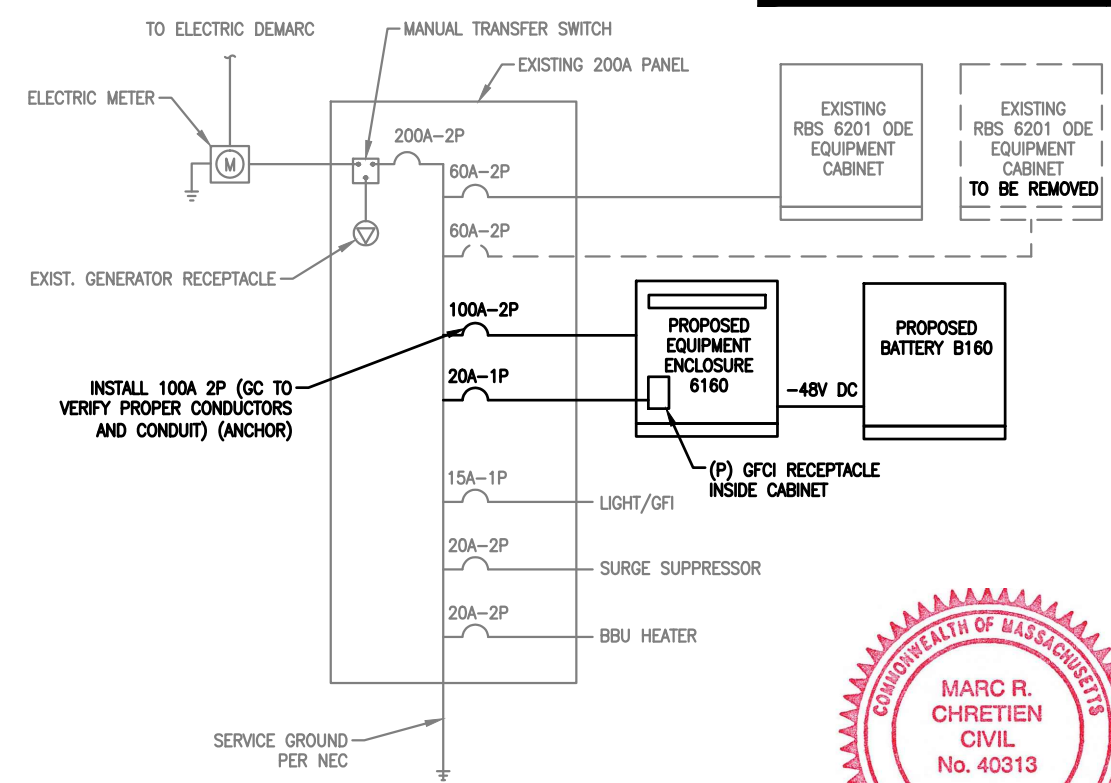 TO ELECTRIC DEMARC
MANUAL TRANSFER SWITCH
EXISTING 200A PANEL
ELECTRIC METER
M
200A-2P
60A-2P
60A-2P
EXISTING
RBS 6201 ODE
EQUIPMENT
CABINET
EXISTING
RBS 6201 ODE
EQUIPMENT
CABINET
TO BE REMOVED
EXIST. GENERATOR RECEPTACLE
100A-2P
INSTALL 100A 2P (GC TO
VERIFY PROPER CONDUCTORS
AND CONDUIT) (ANCHOR)
20A-1P
PROPOSED
EQUIPMENT
ENCLOSURE
6160
-48V DC
PROPOSED
BATTERY B160
(P) GFCI RECEPTACLE
INSIDE CABINET
15A-1P
LIGHT/GFI
20A-2P
SURGE SUPPRESSOR
20A-2P
BBU HEATER
SERVICE GROUND
PER NEC
COMMONWEALTH OF MASSACHUSETTS
MARC R.
CHRETIEN
CIVIL
No. 40313